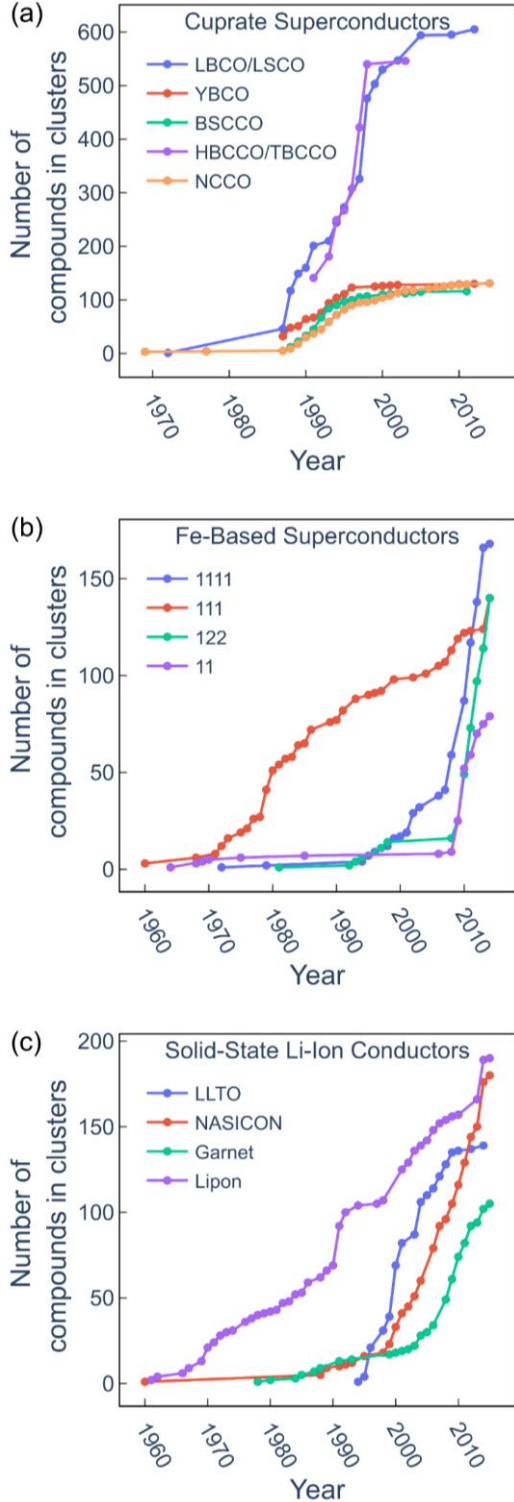 (a)
Cuprate Superconductors
600
LBCO/LSCO
500
YBCO
BSCCO
400
HBCCO/TBCCO
NCCO
300
200
100
0
Number of
compounds in clusters
1970
1980
1990
2000
2010
Year
(b)
Fe-Based Superconductors
150
1111
111
122
11
100
50
0
Number of
compounds in clusters
1960
1970
1980
1990
2000
2010
Year
(c)
200
Solid-State Li-Ion Conductors
LLTO
NASICON
150
Garnet
Lipon
100
50
0
Number of
compounds in clusters
1960
1970
1980
1990
2000
2010
Year